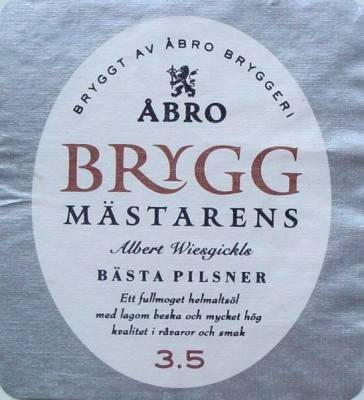 BRYGGT AV ÅBRO BRYGGERI
ÅBRO
BRYGG
MÄSTARENS
Albert Wiesgickls
BÄSTA PILSNER
Ett fullmoget helmaltsöl
med lagom beska och mycket hög
kvalitet i råvaror och smak
3.5